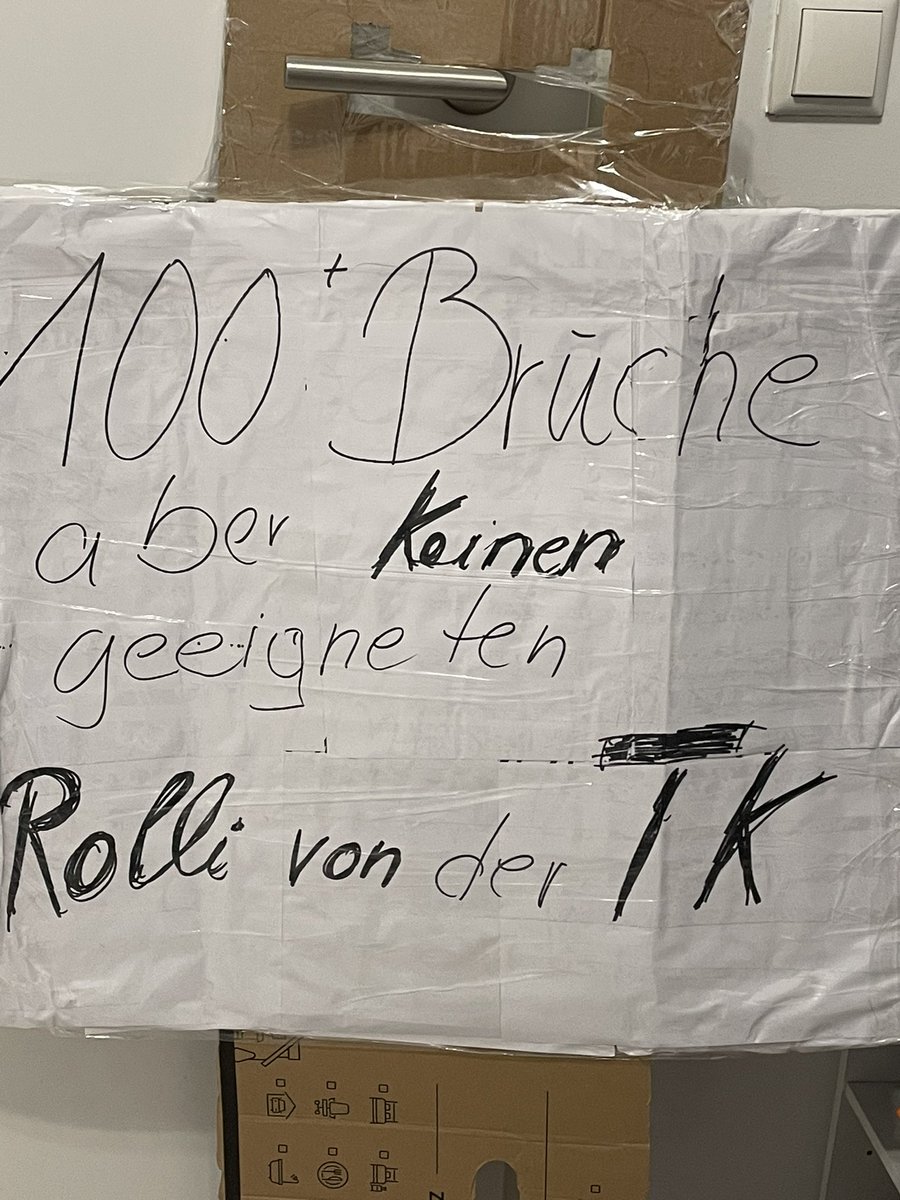 100+ Brüche
aber Keinen
geeigneten
Rolli von der TK